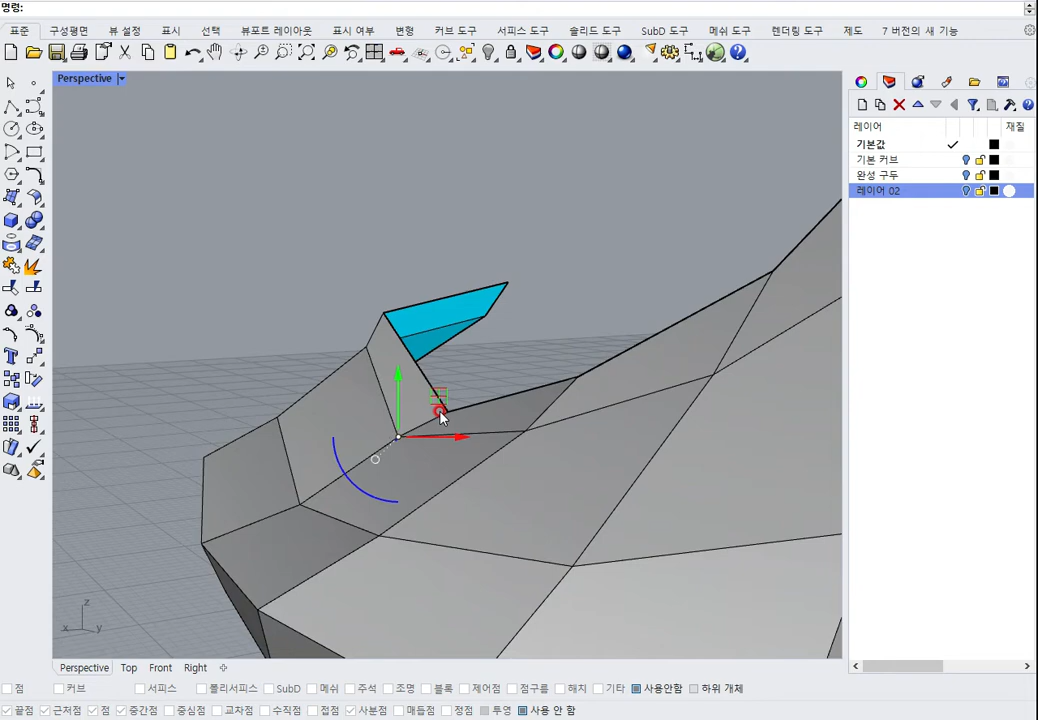 명령:
표준 구성평면 뷰 설정 표시 선택 뷰포트 레이아웃 표시 여부 변형 커브 도구 서피스 도구 솔리드 도구 SubD 도구 메쉬 도구 렌더링 도구 제도 7 버전의 새 기능
Perspective
레이어 재질
기본값
기본 커브
완성 구두
레이어 02
z
x y
Perspective Top Front Right
점 커브 서피스 폴리서피스 SubD 메쉬 주석 조명 블록 제어점 점구름 해치 기타 사용안함 하위 개체
끝점 근처점 점 중간점 중심점 교차점 수직점 접점 사분점 매듭점 정점 투영 사용 안 함